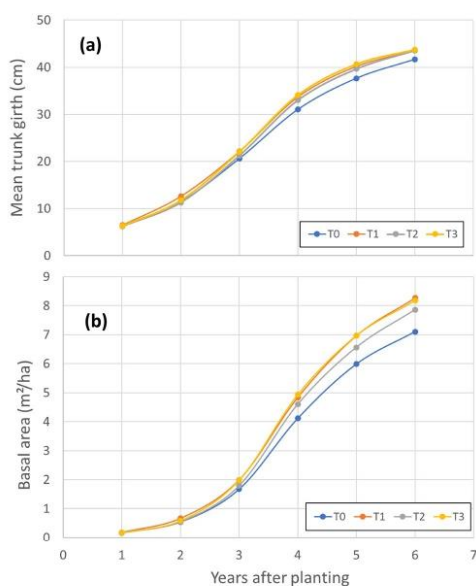 50
(a)
40
30
20
10
0
Mean trunk girth (cm)
T0 T1 T2 T3
9
(b)
8
7
6
5
4
3
2
1
0
Basal area (m²/ha)
T0 T1 T2 T3
0 1 2 3 4 5 6 7
Years after planting